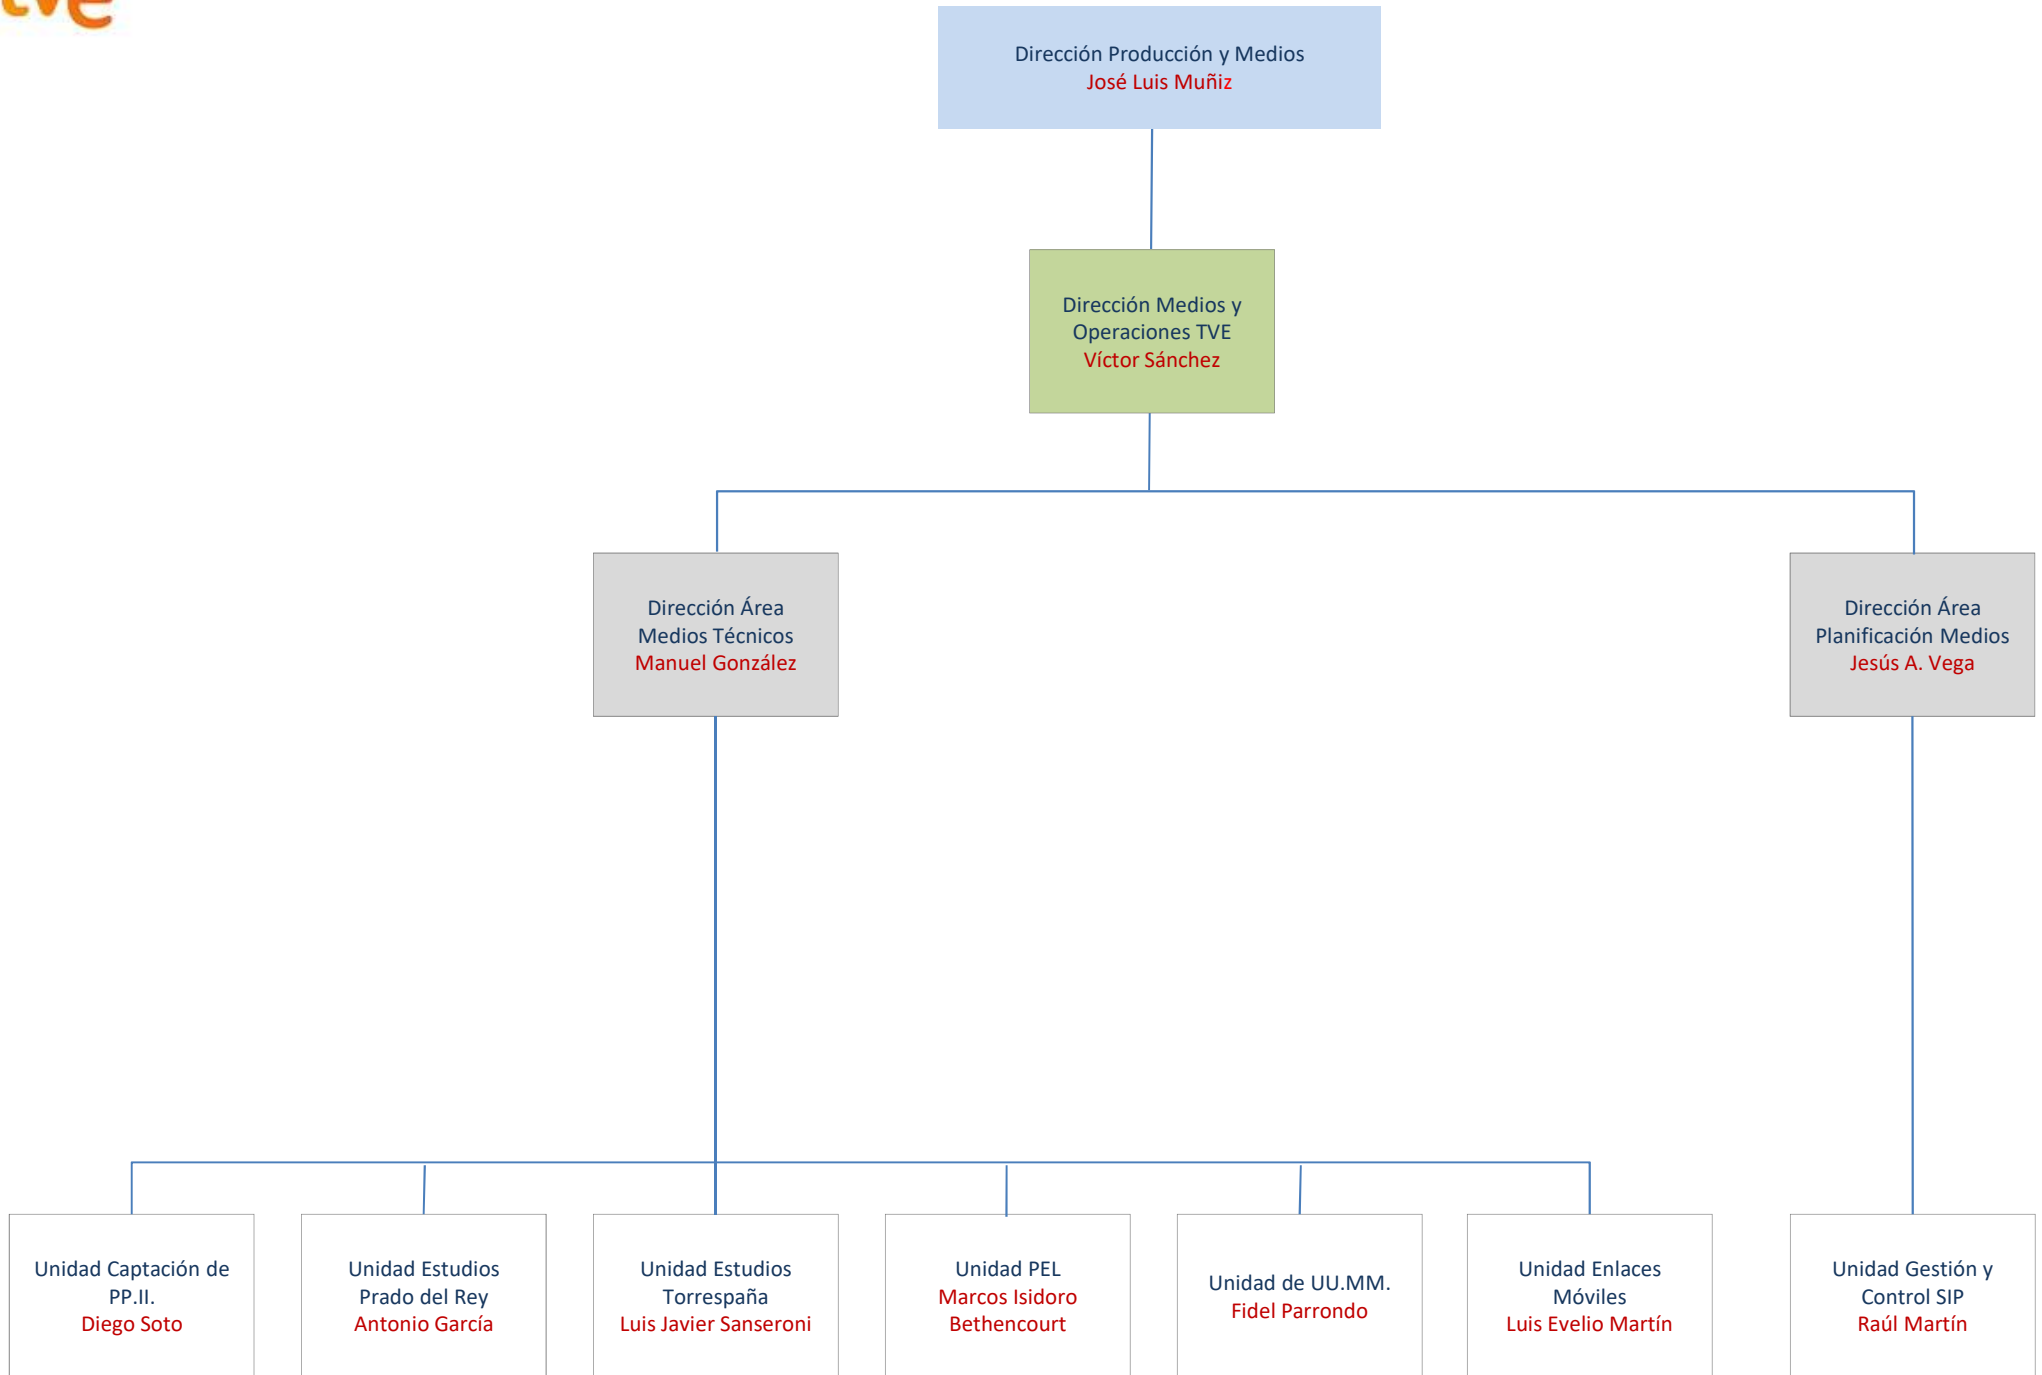 tve
Dirección Producción y Medios
José Luis Muñiz
Dirección Medios y
Operaciones TVE
Víctor Sánchez
Dirección Área
Medios Técnicos
Manuel González
Dirección Área
Planificación Medios
Jesús A. Vega
Unidad Captación de
PP.II.
Diego Soto
Unidad Estudios
Prado del Rey
Antonio García
Unidad Estudios
Torrespaña
Luis Javier Sanseroni
Unidad PEL
Marcos Isidoro
Bethencourt
Unidad de UU.MM.
Fidel Parrondo
Unidad Enlaces
Móviles
Luis Evelio Martín
Unidad Gestión y
Control SIP
Raúl Martín